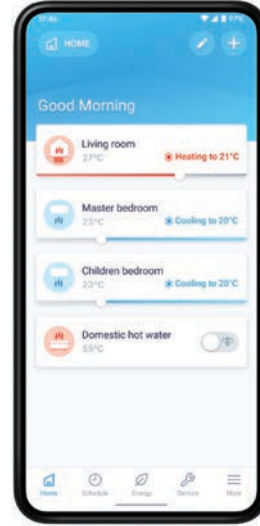 HOME
Good Morning
Living room
27°C
Heating to 21°C
Master bedroom
23°C
Cooling to 20°C
Children bedroom
23°C
Cooling to 20°C
Domestic hot water
55°C
Home
Schedule
Energy
Service
More